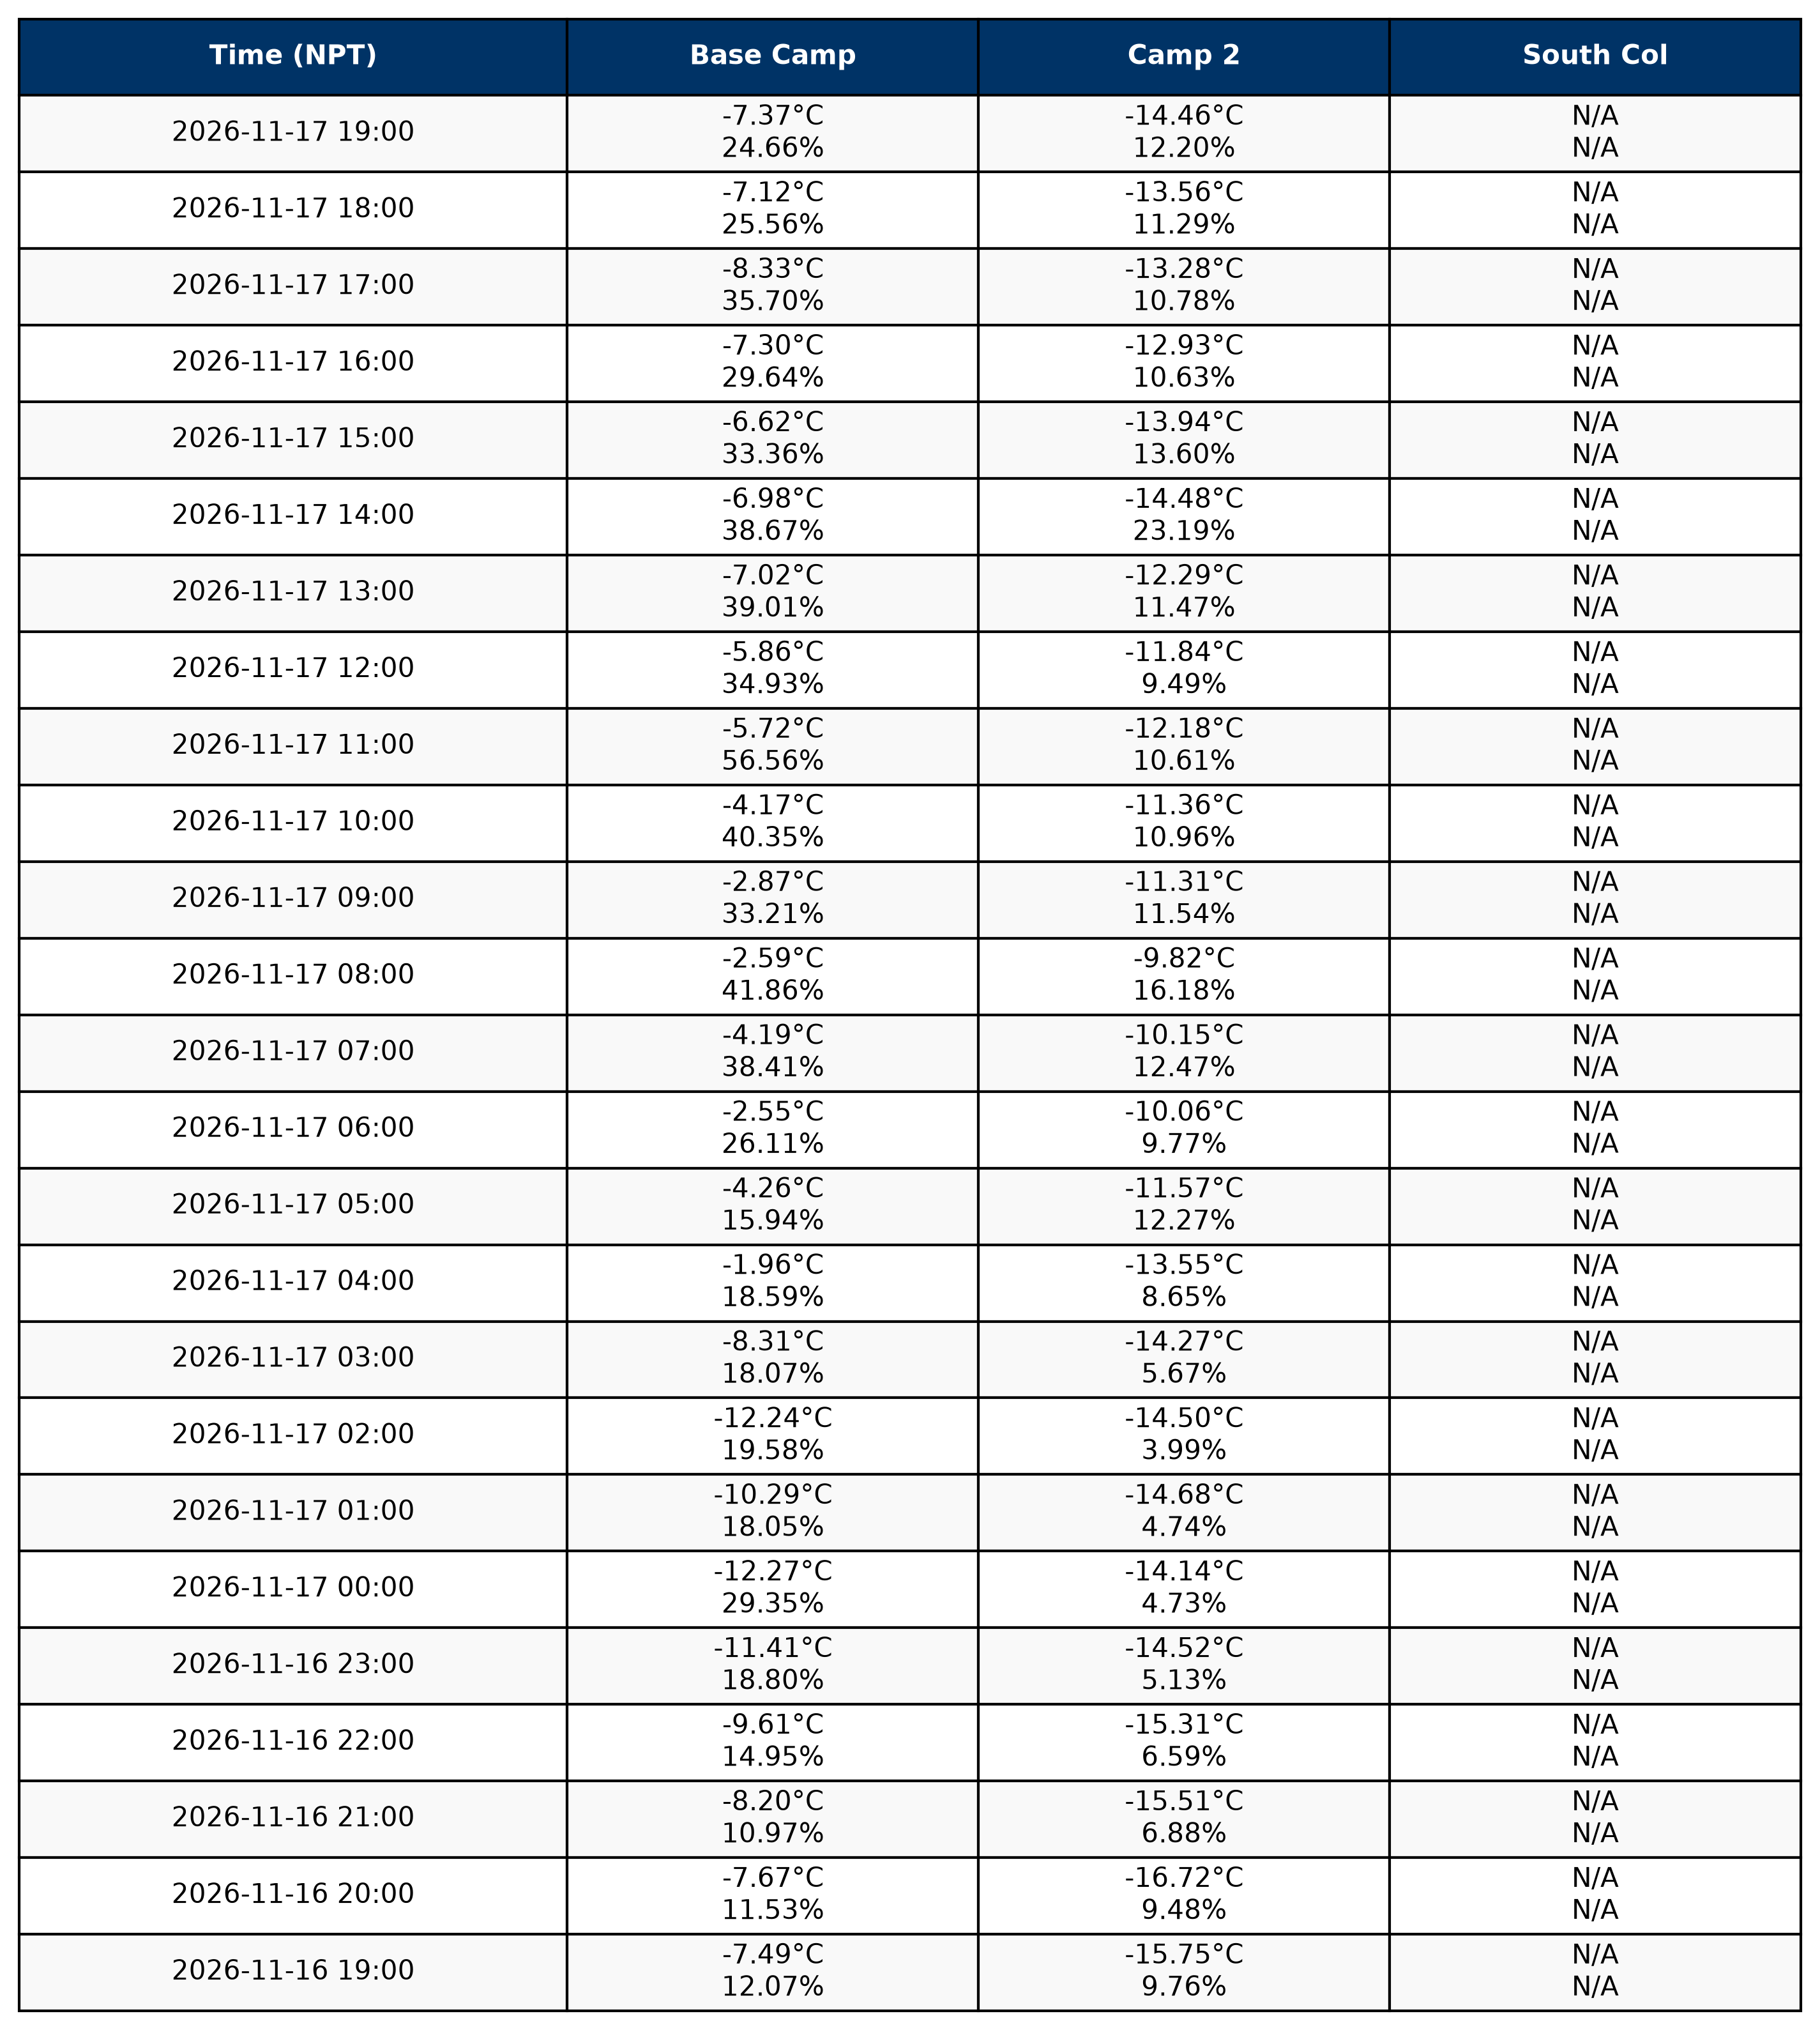 Time (NPT) Base Camp Camp 2 South Col
2026-11-17 19:00 -7.37°C -14.46°C N/A
24.66% 12.20% N/A
2026-11-17 18:00 -7.12°C -13.56°C N/A
25.56% 11.29% N/A
2026-11-17 17:00 -8.33°C -13.28°C N/A
35.70% 10.78% N/A
2026-11-17 16:00 -7.30°C -12.93°C N/A
29.64% 10.63% N/A
2026-11-17 15:00 -6.62°C -13.94°C N/A
33.36% 13.60% N/A
2026-11-17 14:00 -6.98°C -14.48°C N/A
38.67% 23.19% N/A
2026-11-17 13:00 -7.02°C -12.29°C N/A
39.01% 11.47% N/A
2026-11-17 12:00 -5.86°C -11.84°C N/A
34.93% 9.49% N/A
2026-11-17 11:00 -5.72°C -12.18°C N/A
56.56% 10.61% N/A
2026-11-17 10:00 -4.17°C -11.36°C N/A
40.35% 10.96% N/A
2026-11-17 09:00 -2.87°C -11.31°C N/A
33.21% 11.54% N/A
2026-11-17 08:00 -2.59°C -9.82°C N/A
41.86% 16.18% N/A
2026-11-17 07:00 -4.19°C -10.15°C N/A
38.41% 12.47% N/A
2026-11-17 06:00 -2.55°C -10.06°C N/A
26.11% 9.77% N/A
2026-11-17 05:00 -4.26°C -11.57°C N/A
15.94% 12.27% N/A
2026-11-17 04:00 -1.96°C -13.55°C N/A
18.59% 8.65% N/A
2026-11-17 03:00 -8.31°C -14.27°C N/A
18.07% 5.67% N/A
2026-11-17 02:00 -12.24°C -14.50°C N/A
19.58% 3.99% N/A
2026-11-17 01:00 -10.29°C -14.68°C N/A
18.05% 4.74% N/A
2026-11-17 00:00 -12.27°C -14.14°C N/A
29.35% 4.73% N/A
2026-11-16 23:00 -11.41°C -14.52°C N/A
18.80% 5.13% N/A
2026-11-16 22:00 -9.61°C -15.31°C N/A
14.95% 6.59% N/A
2026-11-16 21:00 -8.20°C -15.51°C N/A
10.97% 6.88% N/A
2026-11-16 20:00 -7.67°C -16.72°C N/A
11.53% 9.48% N/A
2026-11-16 19:00 -7.49°C -15.75°C N/A
12.07% 9.76% N/A